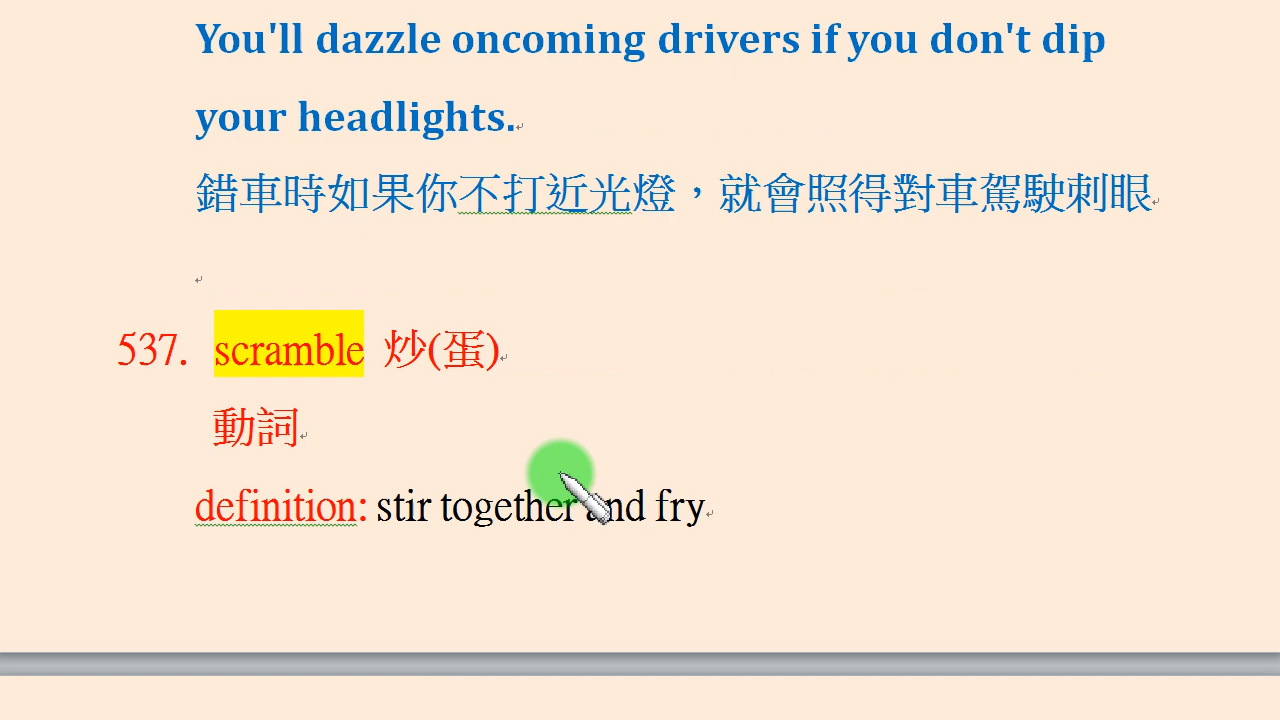 You'll dazzle oncoming drivers if you don't dip
your headlights.
錯車時如果你不打近光燈，就會照得對車駕駛刺眼
537. scramble 炒(蛋)
動詞
definition: stir together and fry